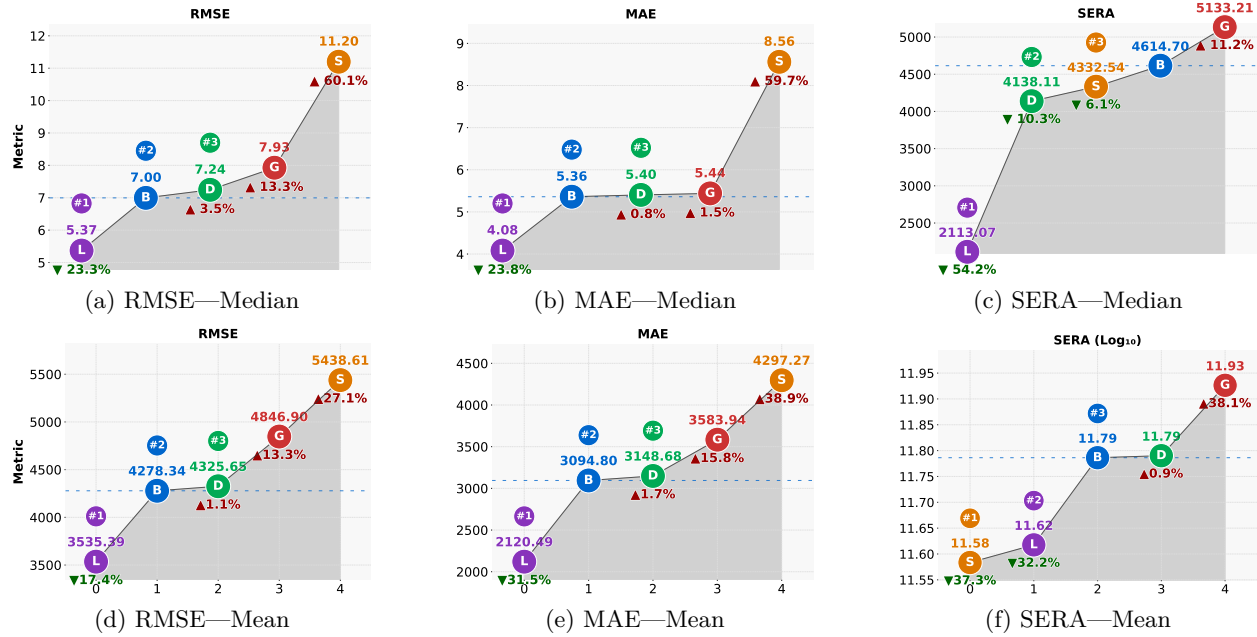 RMSE
Metric
12
11
10
9
8
7
6
5
#1
5.37
L
▼ 23.3%
#2
7.00
B
#3
7.24
D
▲ 3.5%
7.93
G
▲ 13.3%
11.20
S
▲ 60.1%
(a) RMSE—Median
MAE
9
8
7
6
5
4
#1
4.08
L
▼ 23.8%
#2
5.36
B
#3
5.40
D
▲ 0.8%
5.44
G
▲ 1.5%
8.56
S
▲ 59.7%
(b) MAE—Median
SERA
5000
4500
4000
3500
3000
2500
#1
2113.07
L
▼ 54.2%
#2
4138.11
D
▼ 10.3%
#3
4332.54
S
▼ 6.1%
4614.70
B
5133.21
G
▲ 11.2%
(c) SERA—Median
RMSE
Metric
5500
5000
4500
4000
3500
#1
3535.39
L
▼17.4%
#2
4278.34
B
#3
4325.65
D
▲1.1%
4846.90
G
▲13.3%
5438.61
S
▲27.1%
0 1 2 3 4
(d) RMSE—Mean
MAE
4500
4000
3500
3000
2500
2000
#1
2120.49
L
▼31.5%
#2
3094.80
B
#3
3148.68
D
▲1.7%
3583.94
G
▲15.8%
4297.27
S
▲38.9%
0 1 2 3 4
(e) MAE—Mean
SERA (Log₁₀)
11.95
11.90
11.85
11.80
11.75
11.70
11.65
11.60
11.55
#1
11.58
S
▼37.3%
#2
11.62
L
▼32.2%
#3
11.79
B
11.79
D
▲0.9%
11.93
G
▲38.1%
0 1 2 3 4
(f) SERA—Mean